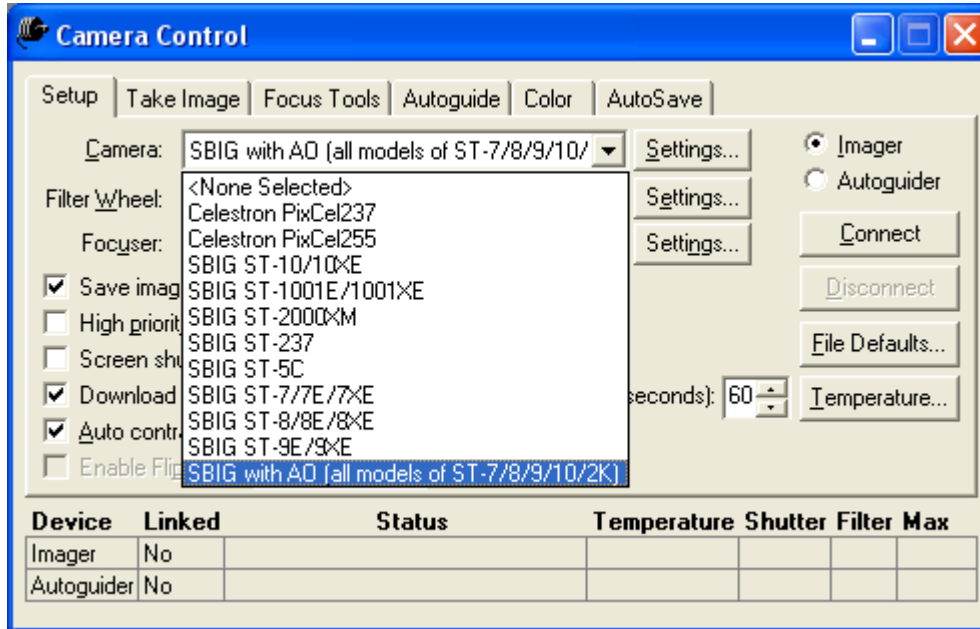 Camera Control
Setup Take Image Focus Tools Autoguide Color AutoSave
Camera: SBIG with AO (all models of ST-7/8/9/10/ Settings... Imager
<None Selected>
Filter Wheel: Settings... Autoguider
Celestron PixCel237
Celestron PixCel255
Focuser: Settings... Connect
SBIG ST-10/10XE
Save imag SBIG ST-1001E/1001XE Disconnect
High priorit SBIG ST-2000XM
SBIG ST-237 File Defaults...
Screen shu SBIG ST-5C
Download SBIG ST-7/7E/7XE seconds): 60 Temperature...
SBIG ST-8/8E/8XE
Auto contra SBIG ST-9E/9XE
Enable Flip SBIG with AO (all models of ST-7/8/9/10/2K)
Device Linked Status Temperature Shutter Filter Max
Imager No
Autoguider No